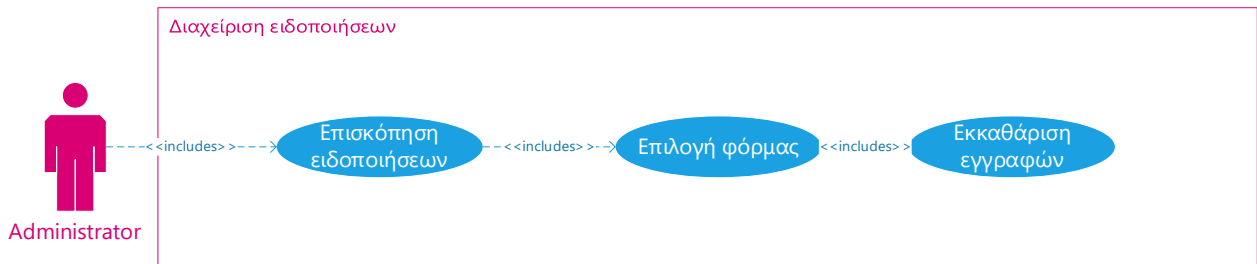 Διαχείριση ειδοποιήσεων
Επισκόπηση
ειδοποιήσεων
Επιλογή φόρμας
Εκκαθάριση
εγγραφών
<<includes>>
<<includes>>
<<includes>>
Administrator